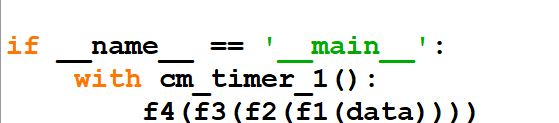 if __name__ == '__main__':
    with cm_timer_1():
        f4(f3(f2(f1(data))))